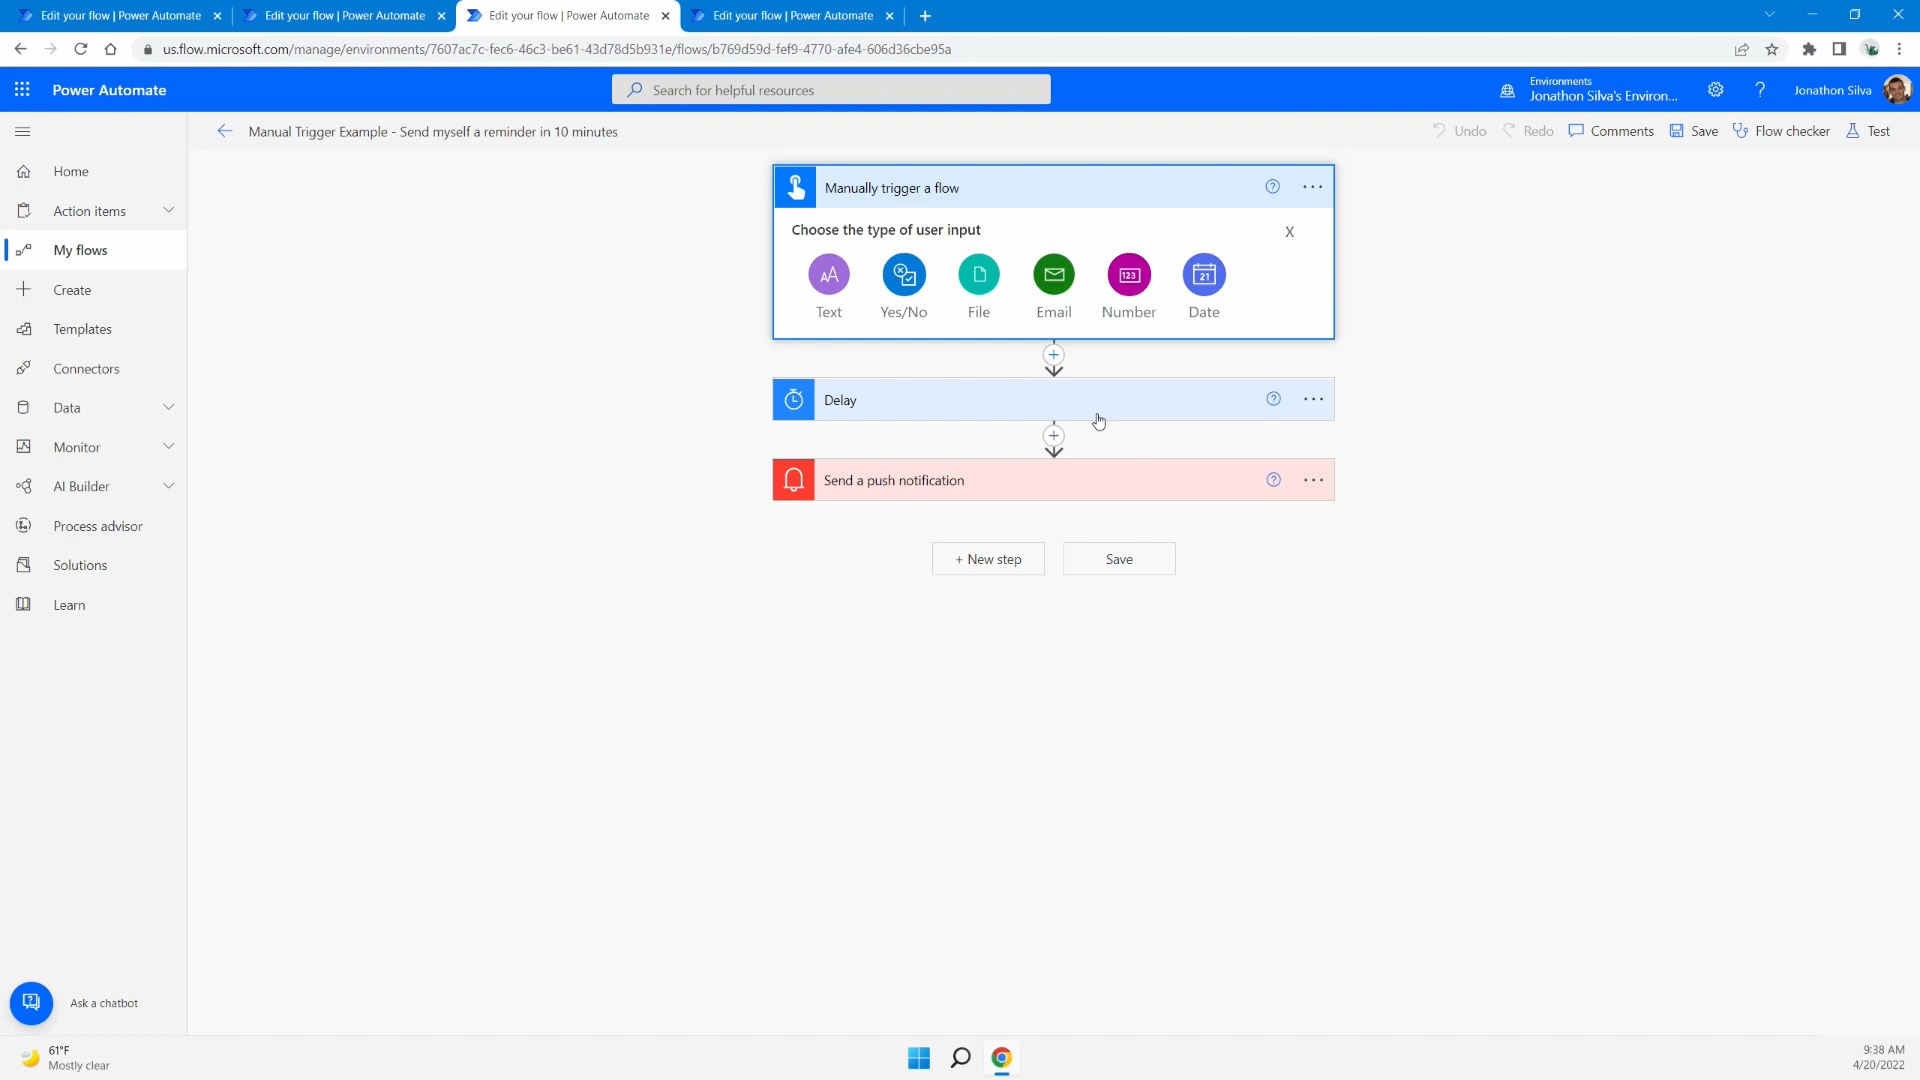 Edit your flow | Power Automate
Edit your flow | Power Automate
Edit your flow | Power Automate
Edit your flow | Power Automate
us.flow.microsoft.com/manage/environments/7607ac7c-fec6-46c3-be61-43d78d5b931e/flows/b769d59d-fef9-4770-afe4-606d36cbe95a
Power Automate
Search for helpful resources
Environments
Jonathon Silva's Environ...
Jonathon Silva
Manual Trigger Example - Send myself a reminder in 10 minutes
Undo
Redo
Comments
Save
Flow checker
Test
Home
Action items
My flows
Create
Templates
Connectors
Data
Monitor
AI Builder
Process advisor
Solutions
Learn
Manually trigger a flow
Choose the type of user input
X
AA
123
21
Text
Yes/No
File
Email
Number
Date
Delay
Send a push notification
+ New step
Save
Ask a chatbot
61°F
Mostly clear
9:38 AM
4/20/2022